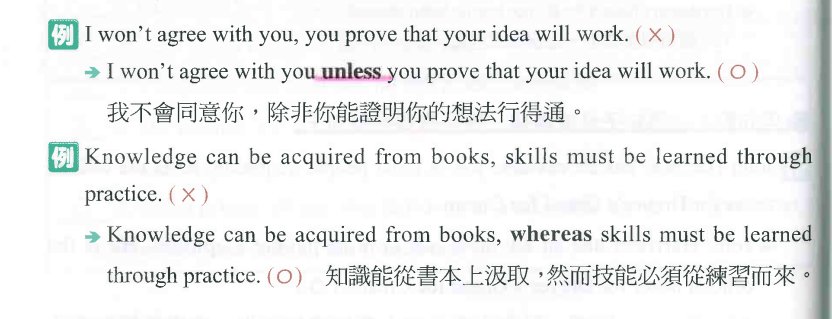 例 I won't agree with you, you prove that your idea will work. (×)
→ I won't agree with you unless you prove that your idea will work. (○)
我不會同意你，除非你能證明你的想法行得通。
例 Knowledge can be acquired from books, skills must be learned through
practice. (×)
→ Knowledge can be acquired from books, whereas skills must be learned
through practice. (○) 知識能從書本上汲取，然而技能必須從練習而來。